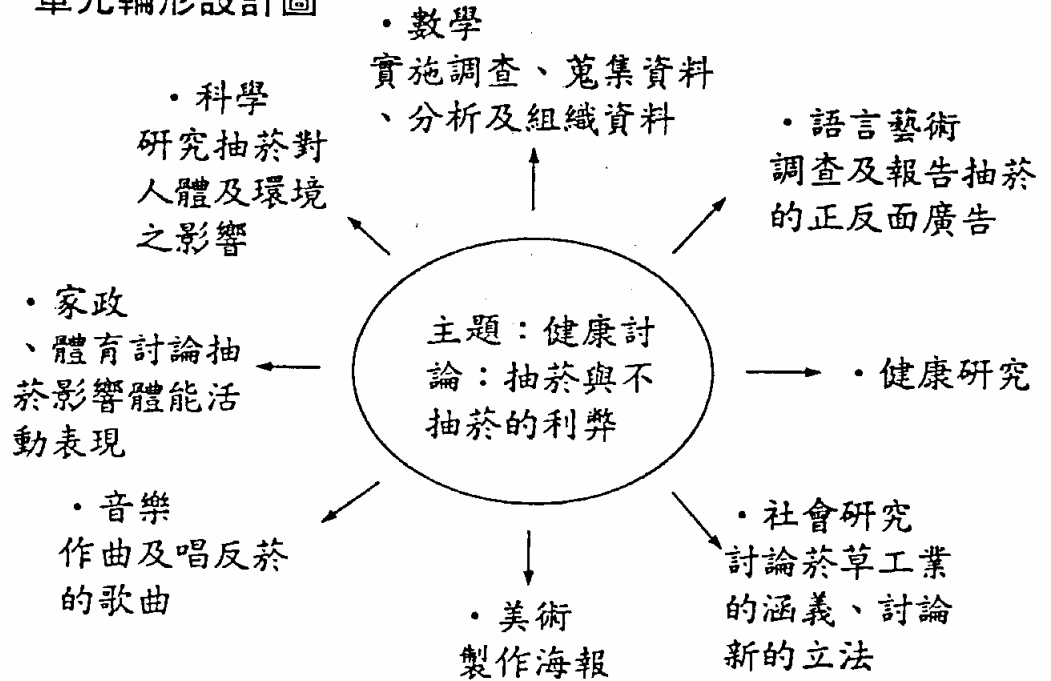 單元輪形設計圖
・數學
實施調查、蒐集資料
、分析及組織資料
・科學
研究抽菸對
人體及環境
之影響
・語言藝術
調查及報告抽菸
的正反面廣告
・家政
、體育討論抽
菸影響體能活
動表現
主題：健康討
論：抽菸與不
抽菸的利弊
・健康研究
・音樂
作曲及唱反菸
的歌曲
・美術
製作海報
・社會研究
討論菸草工業
的涵義、討論
新的立法